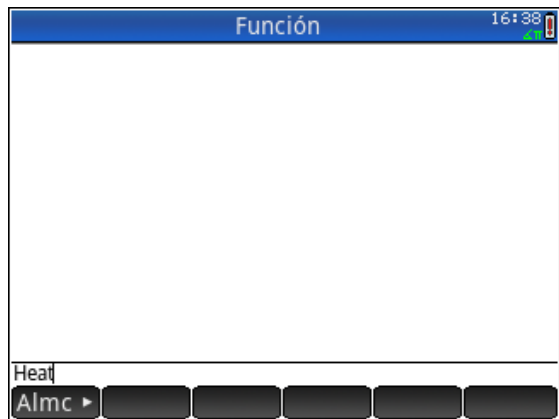 Función
16:38
∡π
Heat
Almc ▸